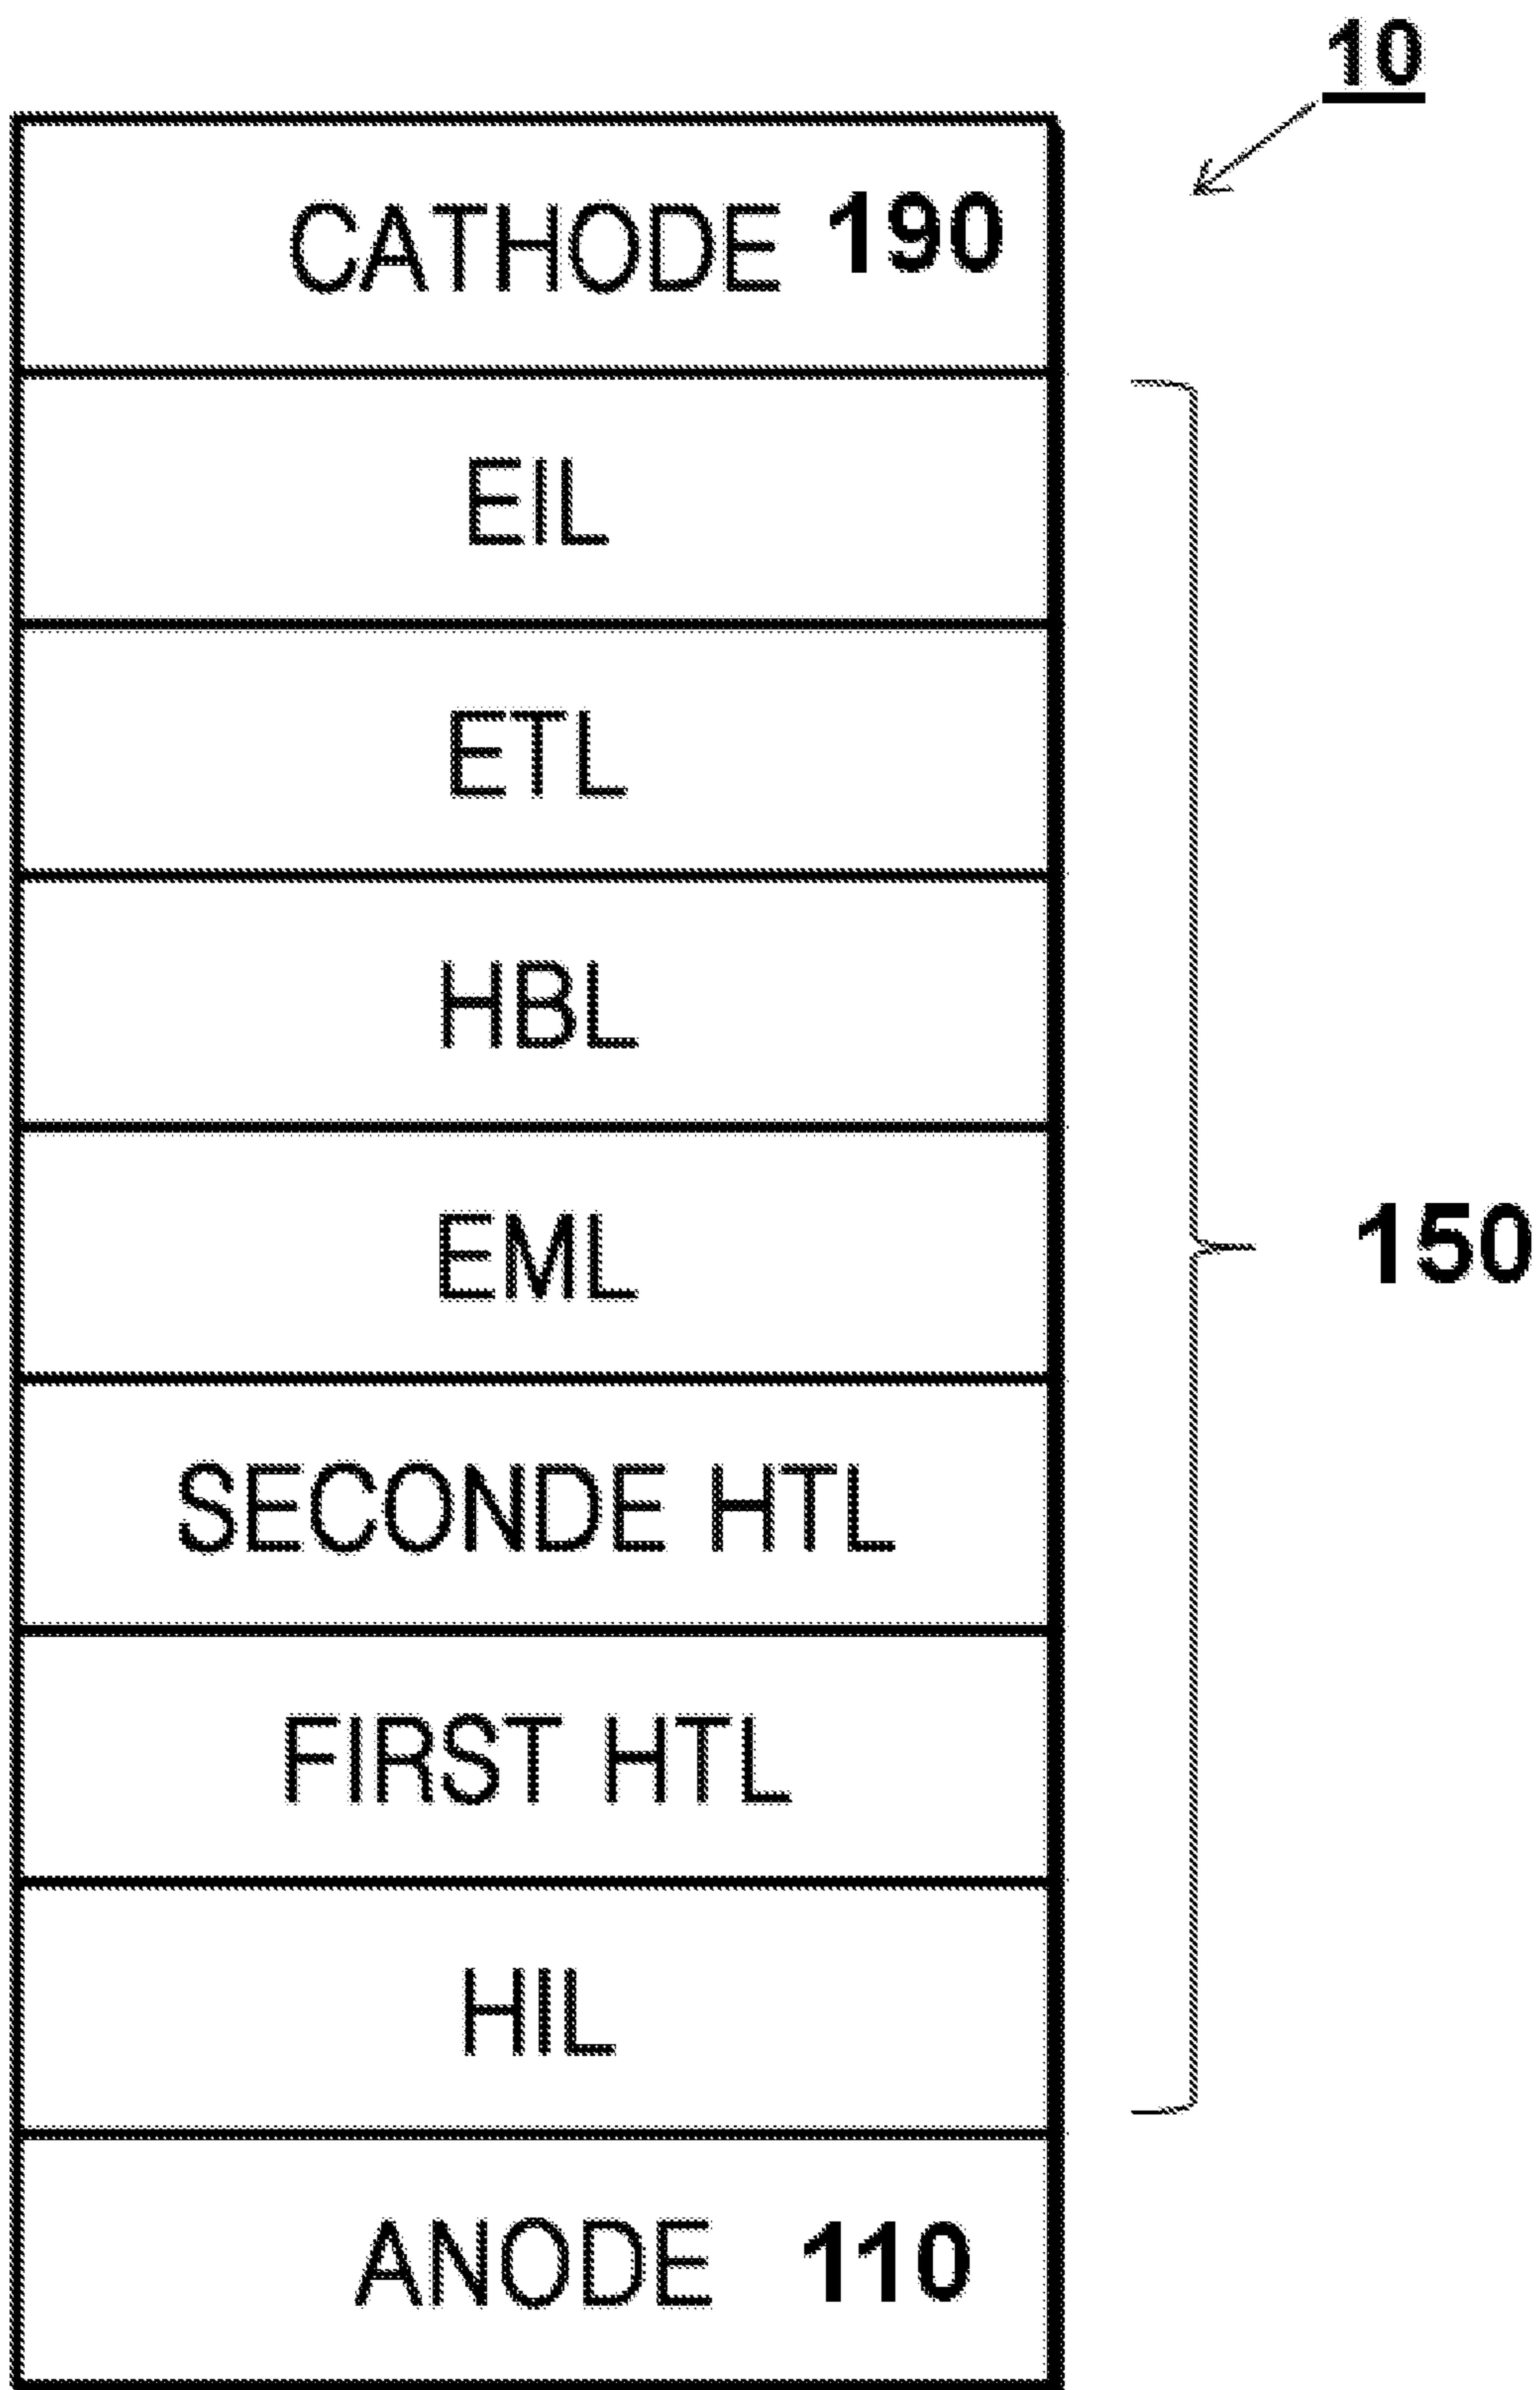 10
CATHODE 190
EIL
ETL
HBL
EML
150
SECONDE HTL
FIRST HTL
HIL
ANODE 110